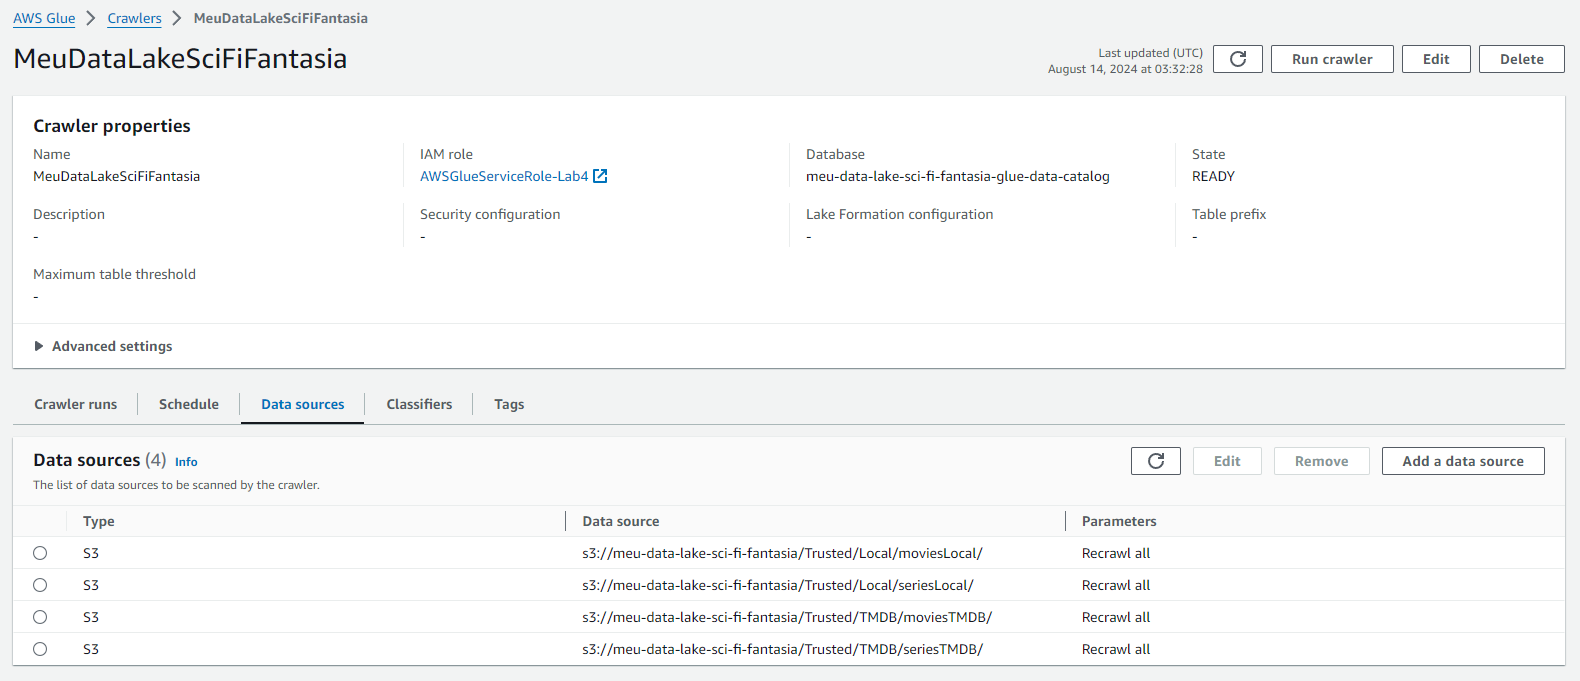 AWS Glue > Crawlers > MeuDataLakeSciFiFantasia
MeuDataLakeSciFiFantasia
Last updated (UTC)
August 14, 2024 at 03:32:28
Run crawler
Edit
Delete
Crawler properties
Name
MeuDataLakeSciFiFantasia
IAM role
AWSGlueServiceRole-Lab4
Database
meu-data-lake-sci-fi-fantasia-glue-data-catalog
State
READY
Description
-
Security configuration
-
Lake Formation configuration
-
Table prefix
-
Maximum table threshold
-
Advanced settings
Crawler runs
Schedule
Data sources
Classifiers
Tags
Data sources (4) Info
The list of data sources to be scanned by the crawler.
Edit
Remove
Add a data source
Type Data source Parameters
S3 s3://meu-data-lake-sci-fi-fantasia/Trusted/Local/moviesLocal/ Recrawl all
S3 s3://meu-data-lake-sci-fi-fantasia/Trusted/Local/seriesLocal/ Recrawl all
S3 s3://meu-data-lake-sci-fi-fantasia/Trusted/TMDB/moviesTMDB/ Recrawl all
S3 s3://meu-data-lake-sci-fi-fantasia/Trusted/TMDB/seriesTMDB/ Recrawl all